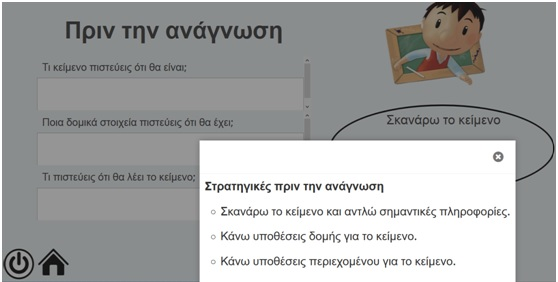 Πριν την ανάγνωση
Τι κείμενο πιστεύεις ότι θα είναι;
Ποια δομικά στοιχεία πιστεύεις ότι θα έχει;
Τι πιστεύεις ότι θα λέει το κείμενο;
Σκανάρω το κείμενο
Στρατηγικές πριν την ανάγνωση
Σκανάρω το κείμενο και αντλώ σημαντικές πληροφορίες.
Κάνω υποθέσεις δομής για το κείμενο.
Κάνω υποθέσεις περιεχομένου για το κείμενο.